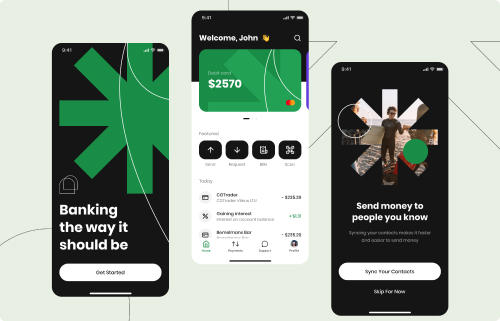 9:41
Banking
the way it
should be
Get Started
9:41
Welcome, John 👋
Debit card
$2570
Featured
Send
Request
Bills
Scan
Today
CGTrader
- $235.29
CGTrader Vilnius LTU
Gaining interest
+ $1.31
Interest on account balance
Bemelmans Bar
- $235.29
Home
Payments
Support
Profile
9:41
Send money to
people you know
Syncing your contacts makes it faster
and easier to send money
Sync Your Contacts
Skip For Now